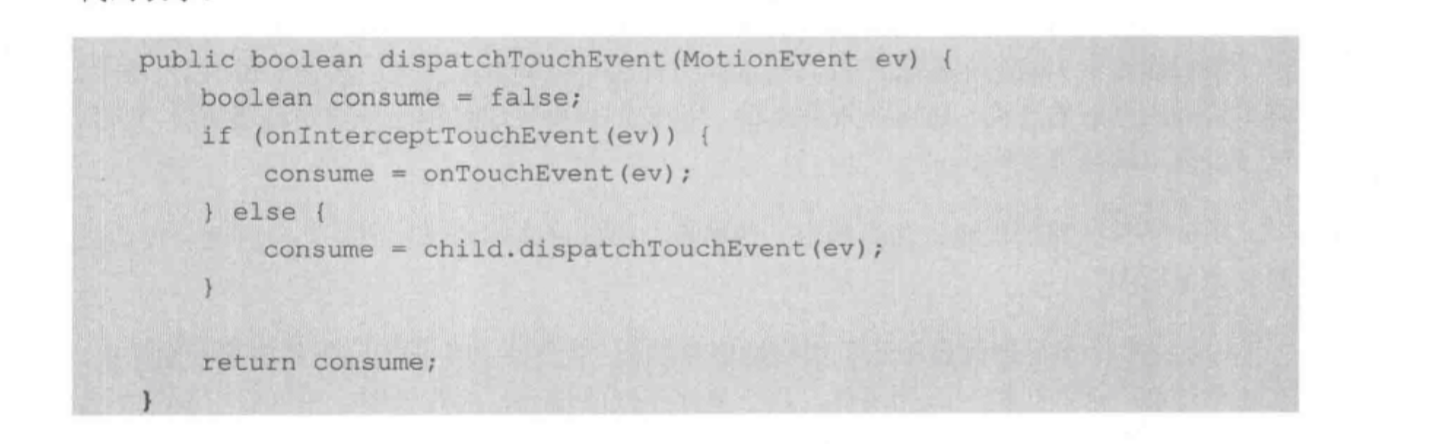 public boolean dispatchTouchEvent(MotionEvent ev) {
boolean consume = false;
if (onInterceptTouchEvent(ev)) {
consume = onTouchEvent(ev);
} else {
consume = child.dispatchTouchEvent(ev);
}
return consume;
}